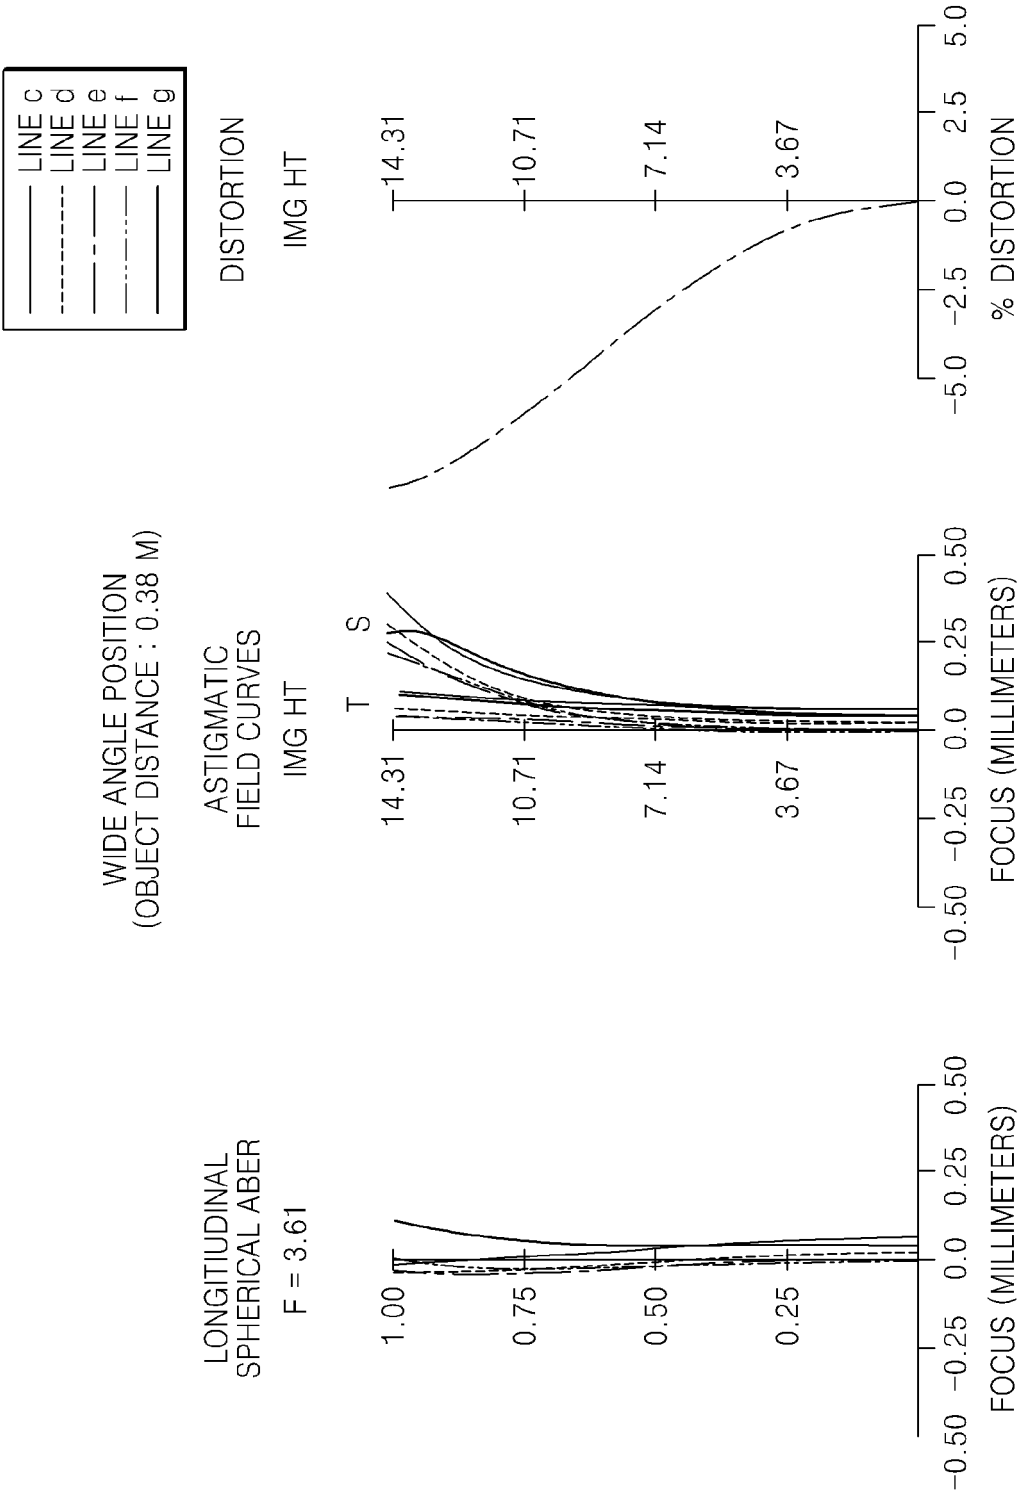 WIDE ANGLE POSITION
(OBJECT DISTANCE : 0.38 M)
LINE c
LINE d
LINE e
LINE f
LINE g
LONGITUDINAL
SPHERICAL ABER
F = 3.61
1.00
0.75
0.50
0.25
-0.50 -0.25 0.0 0.25 0.50
FOCUS (MILLIMETERS)
ASTIGMATIC
FIELD CURVES
IMG HT
T S
14.31
10.71
7.14
3.67
-0.50 -0.25 0.0 0.25 0.50
FOCUS (MILLIMETERS)
DISTORTION
IMG HT
14.31
10.71
7.14
3.67
-5.0 -2.5 0.0 2.5 5.0
% DISTORTION